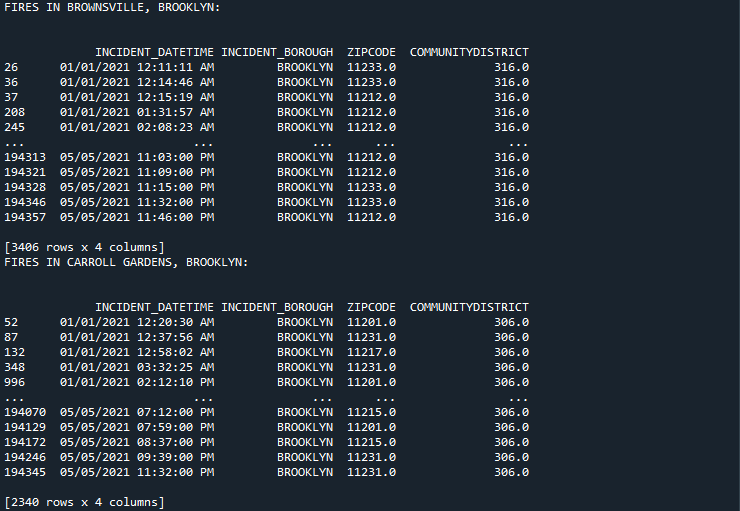 FIRES IN BROWNSVILLE, BROOKLYN:
INCIDENT_DATETIME INCIDENT_BOROUGH ZIPCODE COMMUNITYDISTRICT
26 01/01/2021 12:11:11 AM BROOKLYN 11233.0 316.0
36 01/01/2021 12:14:46 AM BROOKLYN 11233.0 316.0
37 01/01/2021 12:15:19 AM BROOKLYN 11212.0 316.0
208 01/01/2021 01:31:57 AM BROOKLYN 11212.0 316.0
245 01/01/2021 02:08:23 AM BROOKLYN 11212.0 316.0
... ... ... ... ...
194313 05/05/2021 11:03:00 PM BROOKLYN 11212.0 316.0
194321 05/05/2021 11:09:00 PM BROOKLYN 11212.0 316.0
194328 05/05/2021 11:15:00 PM BROOKLYN 11233.0 316.0
194346 05/05/2021 11:32:00 PM BROOKLYN 11233.0 316.0
194357 05/05/2021 11:46:00 PM BROOKLYN 11212.0 316.0
[3406 rows x 4 columns]
FIRES IN CARROLL GARDENS, BROOKLYN:
INCIDENT_DATETIME INCIDENT_BOROUGH ZIPCODE COMMUNITYDISTRICT
52 01/01/2021 12:20:30 AM BROOKLYN 11201.0 306.0
87 01/01/2021 12:37:56 AM BROOKLYN 11231.0 306.0
132 01/01/2021 12:58:02 AM BROOKLYN 11217.0 306.0
348 01/01/2021 03:32:25 AM BROOKLYN 11231.0 306.0
996 01/01/2021 02:12:10 PM BROOKLYN 11201.0 306.0
... ... ... ... ...
194070 05/05/2021 07:12:00 PM BROOKLYN 11215.0 306.0
194129 05/05/2021 07:59:00 PM BROOKLYN 11201.0 306.0
194172 05/05/2021 08:37:00 PM BROOKLYN 11215.0 306.0
194246 05/05/2021 09:39:00 PM BROOKLYN 11231.0 306.0
194345 05/05/2021 11:32:00 PM BROOKLYN 11231.0 306.0
[2340 rows x 4 columns]